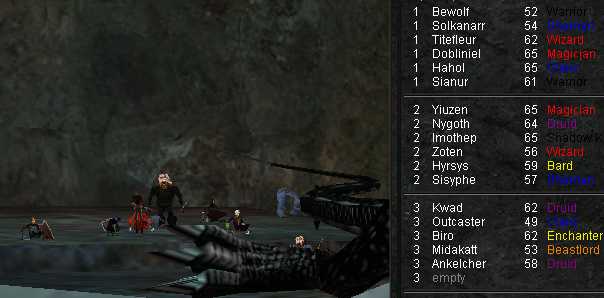 1 Bewolf 52 Warrior
1 Solkanarr 54 Shaman
1 Titefleur 62 Wizard
1 Dobliniel 65 Magician
1 Hahol 65 Cleric
1 Sianur 61 Warrior
2 Yiuzen 65 Magician
2 Nygoth 64 Druid
2 Imothep 65 Shadow K
2 Zoten 56 Wizard
2 Hyrsys 59 Bard
2 Sisyphe 57 Shaman
3 Kwad 62 Druid
3 Outcaster 49 Cleric
3 Biro 62 Enchanter
3 Midakatt 53 Beastlord
3 Ankelcher 58 Druid
3 empty